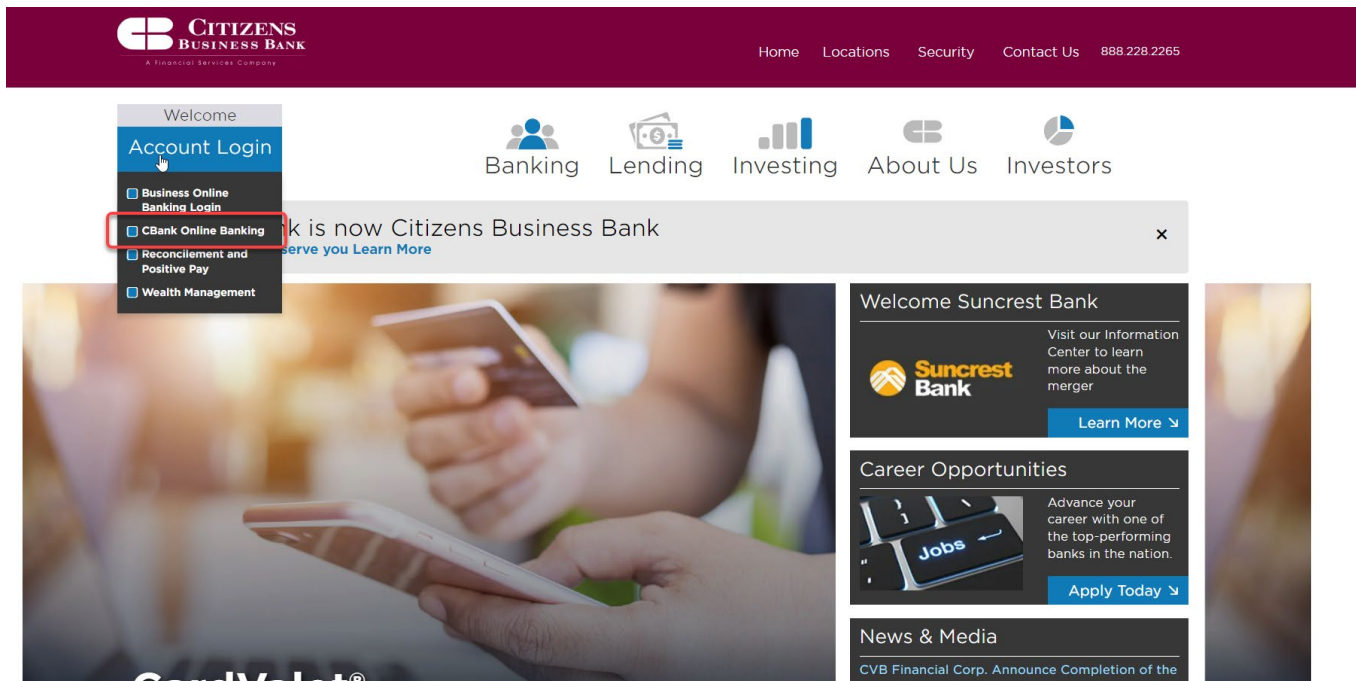 CITIZENS
BUSINESS BANK
A Financial Services Company
Home Locations Security Contact Us 888.228.2265
Welcome
Account Login
Business Online
Banking Login
CBank Online Banking
Reconcilement and
Positive Pay
Wealth Management
Banking Lending Investing About Us Investors
k is now Citizens Business Bank
serve you Learn More
×
Welcome Suncrest Bank
Suncrest
Bank
Visit our Information
Center to learn
more about the
merger
Learn More
Career Opportunities
Jobs
Advance your
career with one of
the top-performing
banks in the nation.
Apply Today
News & Media
CVB Financial Corp. Announce Completion of the
CardValet®